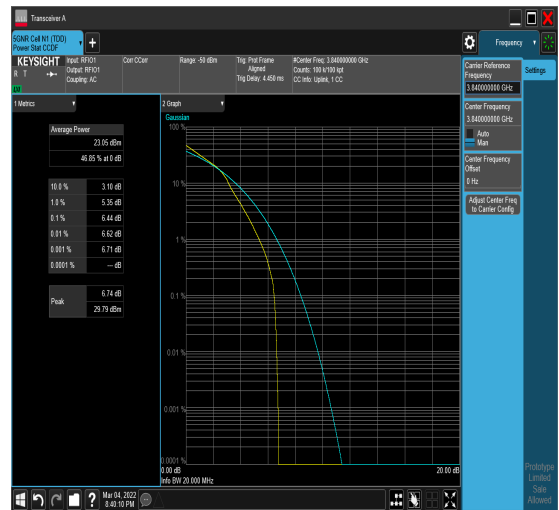 Transceiver A
5GNR Cell N1 (TDD)
Power Stat CCDF
KEYSIGHT
R T
LXI
Input: RFIO1
Output: RFIO1
Coupling: AC
Corr CCorr
Range: -50 dBm
Trig: Prot Frame
Aligned
Trig Delay: 4.450 ms
#Center Freq: 3.840000000 GHz
Counts: 100 k/100 kpt
CC Info: Uplink, 1 CC
1 Metrics
Average Power
23.05 dBm
46.85 % at 0 dB
10.0 % 3.10 dB
1.0 % 5.35 dB
0.1 % 6.44 dB
0.01 % 6.62 dB
0.001 % 6.71 dB
0.0001 % --- dB
Peak
6.74 dB
29.79 dBm
2 Graph
Gaussian
100 %
10 %
1 %
0.1 %
0.01 %
0.001 %
0.0001 %
0.00 dB
20.00 dB
Info BW 20.000 MHz
Frequency
Settings
Carrier Reference
Frequency
3.840000000 GHz
Center Frequency
3.840000000 GHz
Auto
Man
Center Frequency
Offset
0 Hz
Adjust Center Freq
to Carrier Config
Prototype
Limited
Sale
Allowed
Mar 04, 2022
8:40:10 PM